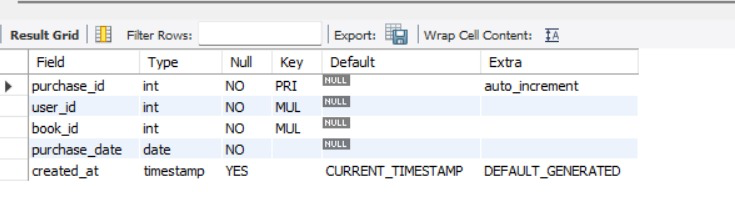 Result Grid Filter Rows: Export: Wrap Cell Content: IA
Field Type Null Key Default Extra
purchase_id int NO PRI NULL auto_increment
user_id int NO MUL NULL
book_id int NO MUL NULL
purchase_date date NO NULL
created_at timestamp YES CURRENT_TIMESTAMP DEFAULT_GENERATED